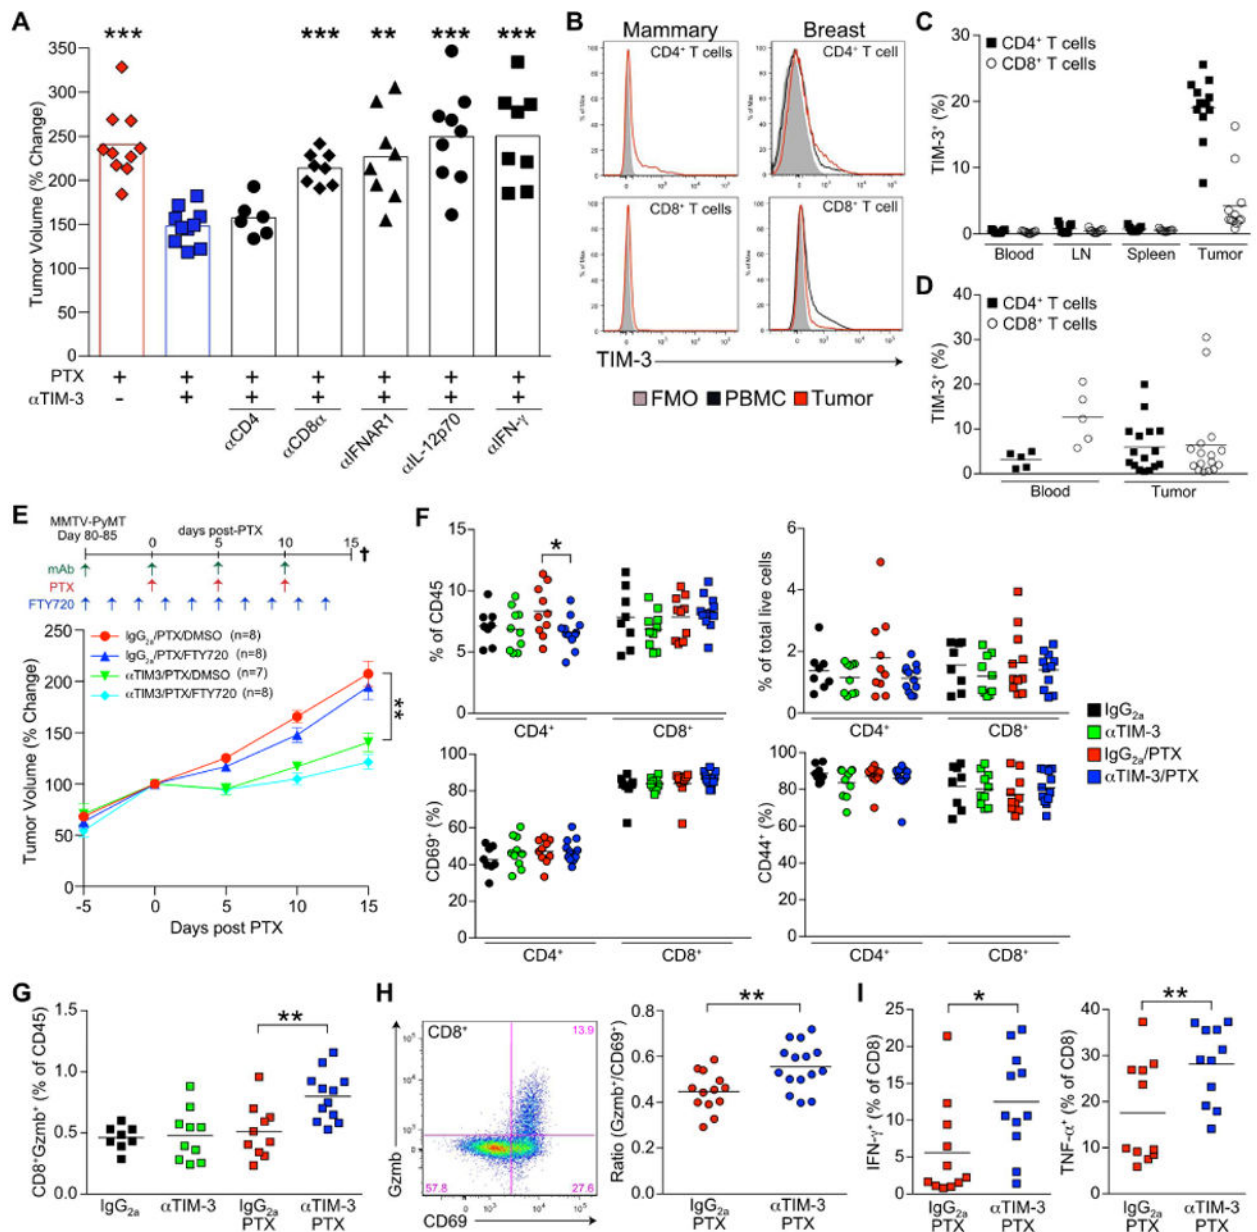 A
*** *** ** *** ***
Tumor Volume (% Change)
350
300
250
200
150
100
50
0
PTX + + + + + + +
αTIM-3 - + + + + + +
αCD4 αCD8α αIFNAR1 αIL-12p70 αIFN-γ
B
Mammary Breast
CD4⁺ T cells CD4⁺ T cell
CD8⁺ T cells CD8⁺ T cell
% of Max
TIM-3
FMO PBMC Tumor
C
CD4⁺ T cells
CD8⁺ T cells
TIM-3⁺ (%)
30
20
10
0
Blood LN Spleen Tumor
D
CD4⁺ T cells
CD8⁺ T cells
TIM-3⁺ (%)
40
30
20
10
0
Blood Tumor
E
MMTV-PyMT
Day 80-85 days post-PTX
0 5 10 15 †
mAb
PTX
FTY720
IgG₂ₐ/PTX/DMSO (n=8)
IgG₂ₐ/PTX/FTY720 (n=8)
αTIM3/PTX/DMSO (n=7)
αTIM3/PTX/FTY720 (n=8)
**
Tumor Volume (% Change)
250
200
150
100
50
0
-5 0 5 10 15
Days post PTX
F
% of CD45
15
10
5
0
*
CD4⁺ CD8⁺
% of total live cells
6
4
2
0
CD4⁺ CD8⁺
IgG₂ₐ
αTIM-3
IgG₂ₐ/PTX
αTIM-3/PTX
CD69⁺ (%)
100
80
60
40
20
0
CD4⁺ CD8⁺
CD44⁺ (%)
100
80
60
40
20
0
CD4⁺ CD8⁺
G
CD8⁺Gzmb⁺ (% of CD45)
1.5
1.0
0.5
0.0
**
IgG₂ₐ αTIM-3 IgG₂ₐ αTIM-3
PTX PTX
H
CD8⁺
13.9
57.8 27.6
Gzmb
10⁵
10⁴
10³
0
0 10³ 10⁴ 10⁵
CD69
Ratio (Gzmb⁺/CD69⁺)
0.8
0.6
0.4
0.2
0.0
**
IgG₂ₐ αTIM-3
PTX PTX
I
IFN-γ⁺ (% of CD8)
25
20
15
10
5
0
*
IgG₂ₐ αTIM-3
PTX PTX
TNF-α⁺ (% of CD8)
40
30
20
10
0
**
IgG₂ₐ αTIM-3
PTX PTX